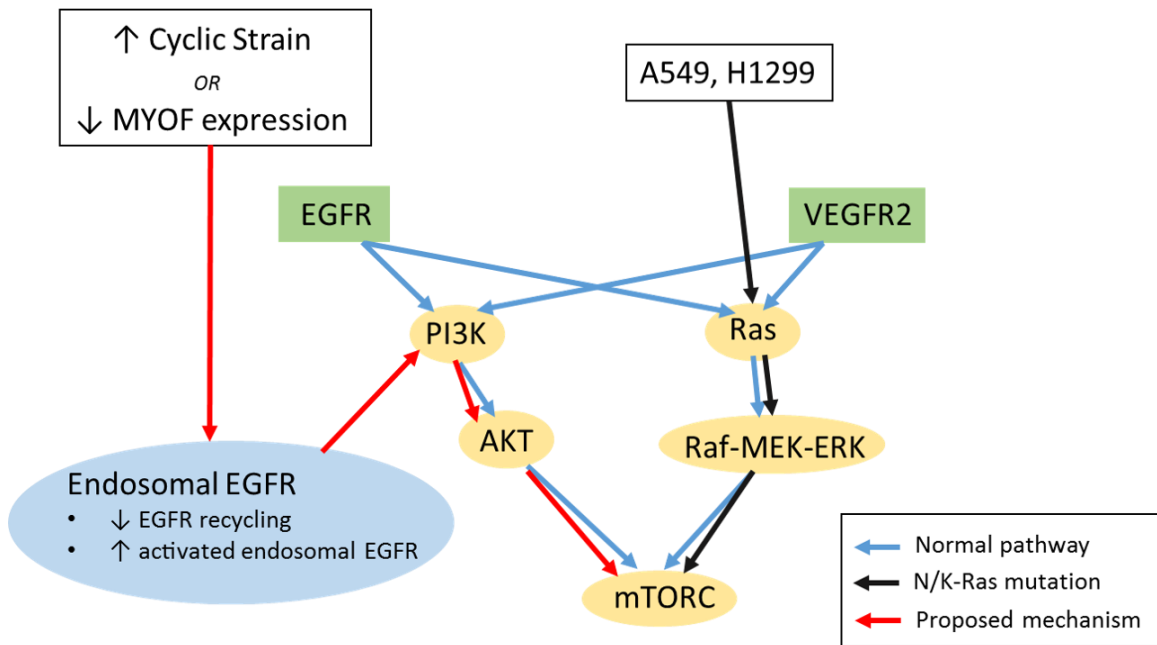 ↑ Cyclic Strain
OR
↓ MYOF expression
A549, H1299
EGFR
VEGFR2
PI3K
Ras
AKT
Raf-MEK-ERK
Endosomal EGFR
• ↓ EGFR recycling
• ↑ activated endosomal EGFR
mTORC
Normal pathway
N/K-Ras mutation
Proposed mechanism